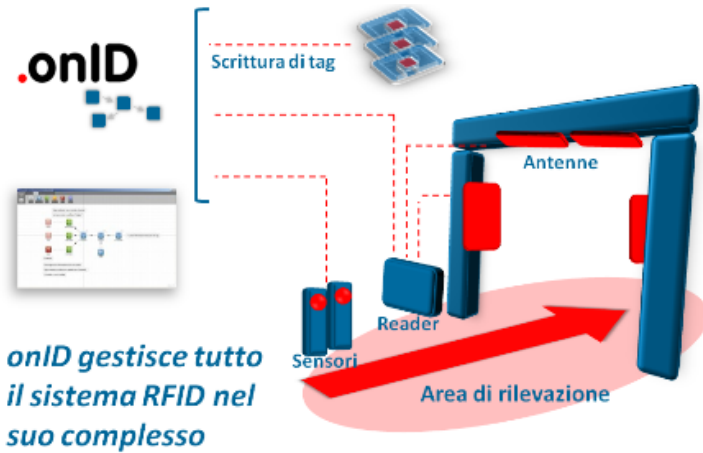 .onID
Scrittura di tag
Antenne
Reader
Sensori
Area di rilevazione
onID gestisce tutto
il sistema RFID nel
suo complesso